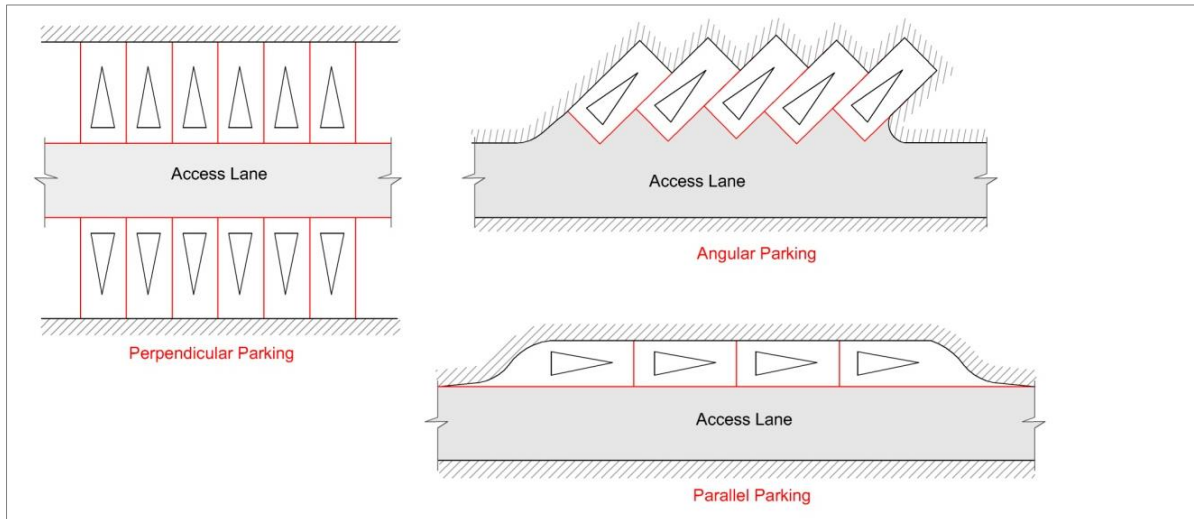 Access Lane
Perpendicular Parking
Access Lane
Angular Parking
Access Lane
Parallel Parking